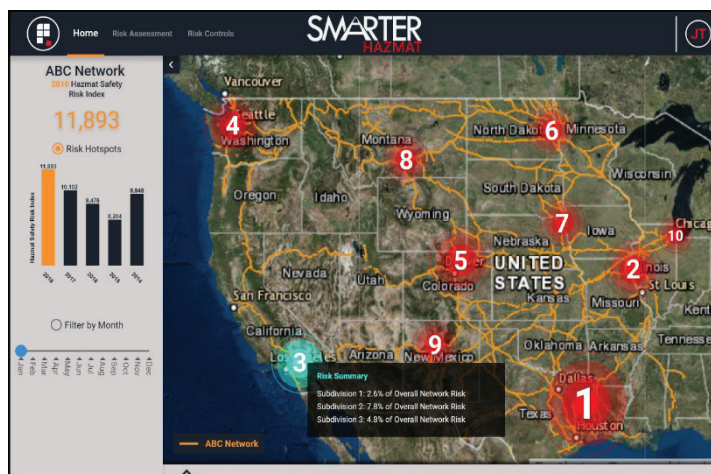 Home
Risk Assessment
Risk Controls
SMARTER
HAZMAT
JT
ABC Network
2018 Hazmat Safety
Risk Index
11,893
Risk Hotspots
11,893
10,102
9,476
8,204
9,848
Hazmat Safety Risk Index
2018
2017
2016
2015
2014
Filter by Month
Jan
Feb
Mar
Apr
May
Jun
Jul
Aug
Sep
Oct
Nov
Dec
Vancouver
Seattle
4
Washington
Montana
8
North Dakota
6
Minnesota
Oregon
Idaho
South Dakota
Wisconsin
Wyoming
7
Iowa
Chicago
10
Nebraska
Nevada
Utah
5
Denver
Colorado
UNITED
STATES
2
Illinois
St Louis
San Francisco
Kansas
Missouri
Kent
California
3
Los Angeles
Arizona
9
New Mexico
Oklahoma
Arkansas
Tennessee
Risk Summary
Subdivision 1: 2.6% of Overall Network Risk
Subdivision 2: 7.8% of Overall Network Risk
Subdivision 3: 4.8% of Overall Network Risk
Dallas
1
Texas
Houston
ABC Network